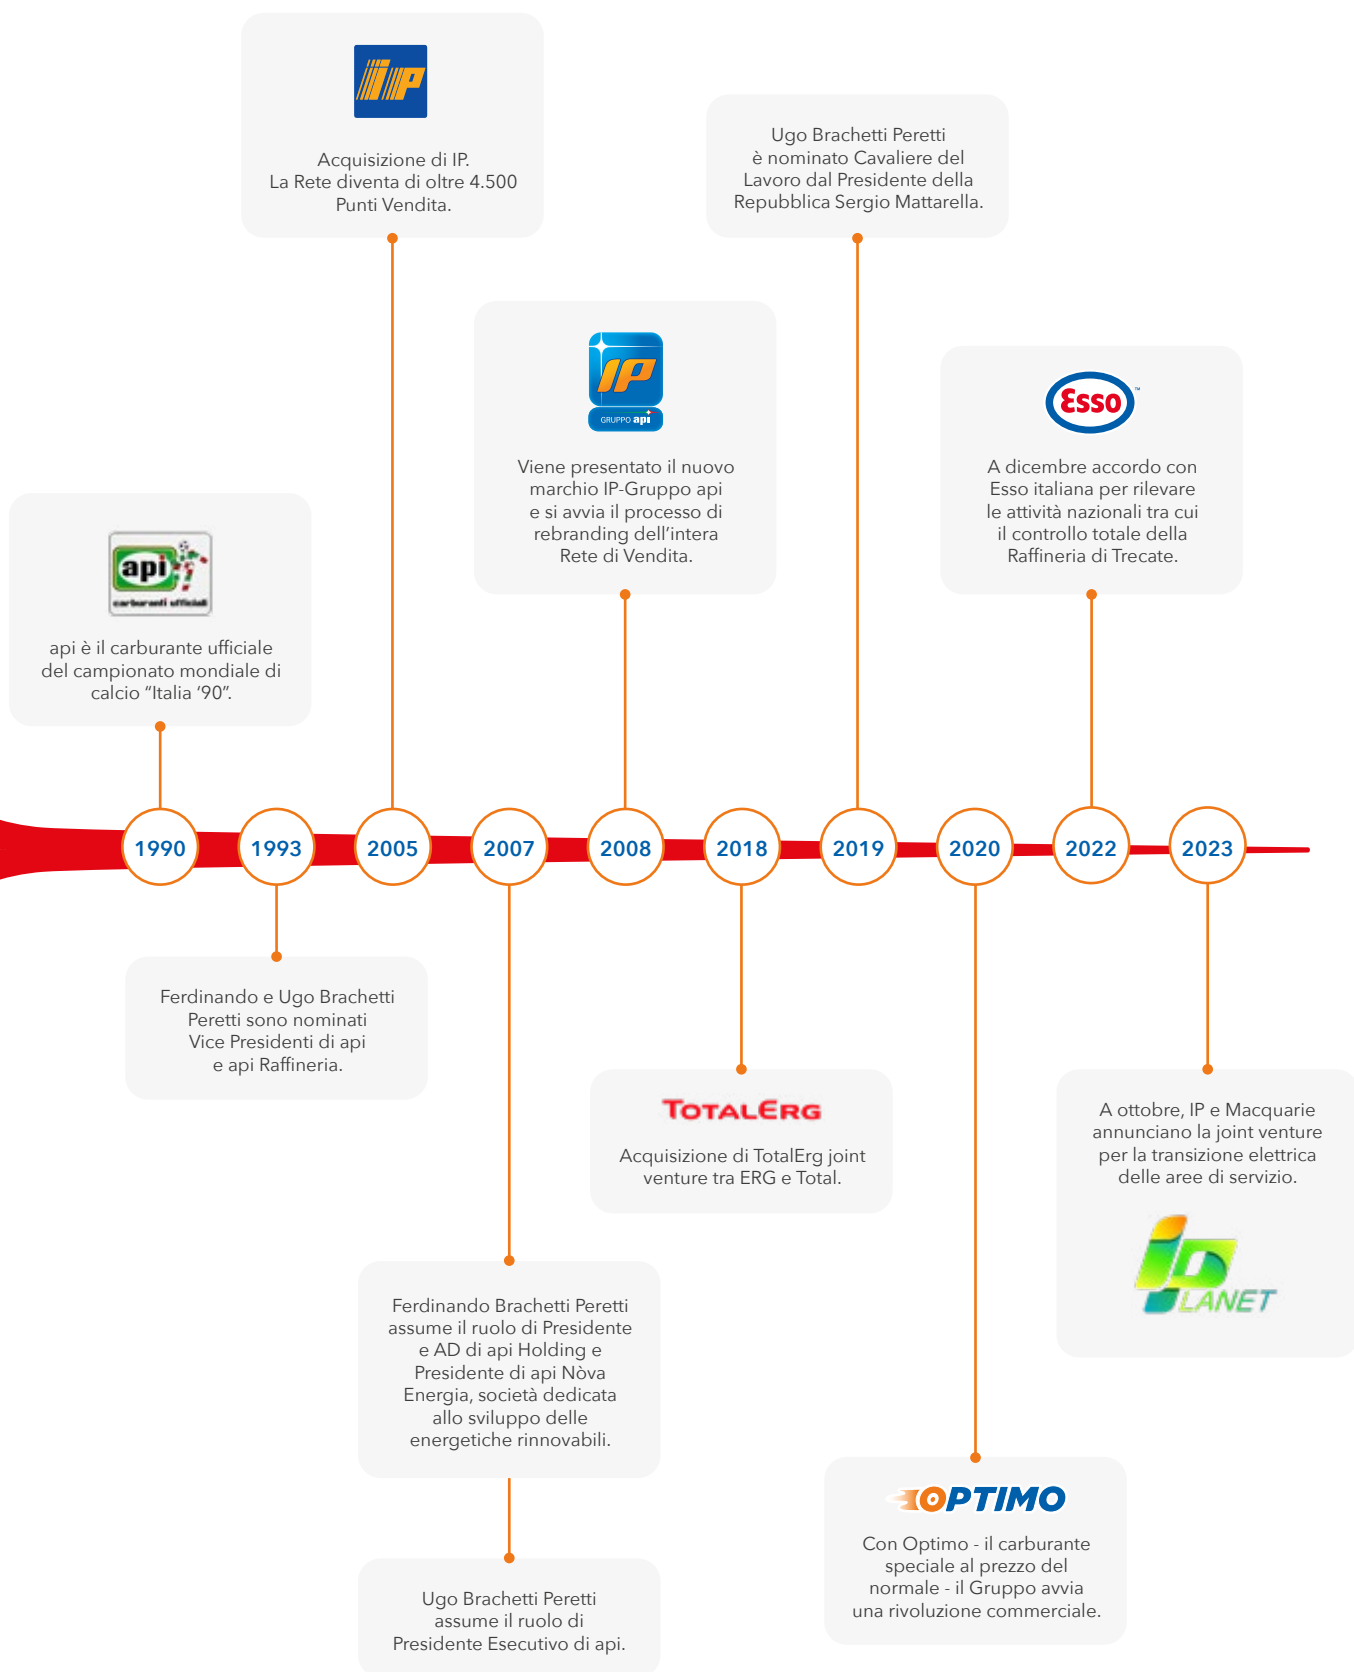 IP
Acquisizione di IP.
La Rete diventa di oltre 4.500
Punti Vendita.
Ugo Brachetti Peretti
è nominato Cavaliere del
Lavoro dal Presidente della
Repubblica Sergio Mattarella.
IP
GRUPPO api
Viene presentato il nuovo
marchio IP-Gruppo api
e si avvia il processo di
rebranding dell’intera
Rete di Vendita.
Esso
™
A dicembre accordo con
Esso italiana per rilevare
le attività nazionali tra cui
il controllo totale della
Raffineria di Trecate.
api
carburanti ufficiali
api è il carburante ufficiale
del campionato mondiale di
calcio “Italia ‘90”.
1990
1993
2005
2007
2008
2018
2019
2020
2022
2023
Ferdinando e Ugo Brachetti
Peretti sono nominati
Vice Presidenti di api
e api Raffineria.
TOTALERG
Acquisizione di TotalErg joint
venture tra ERG e Total.
A ottobre, IP e Macquarie
annunciano la joint venture
per la transizione elettrica
delle aree di servizio.
ip
PLANET
Ferdinando Brachetti Peretti
assume il ruolo di Presidente
e AD di api Holding e
Presidente di api Nòva
Energia, società dedicata
allo sviluppo delle
energetiche rinnovabili.
Ugo Brachetti Peretti
assume il ruolo di
Presidente Esecutivo di api.
OPTIMO
Con Optimo - il carburante
speciale al prezzo del
normale - il Gruppo avvia
una rivoluzione commerciale.